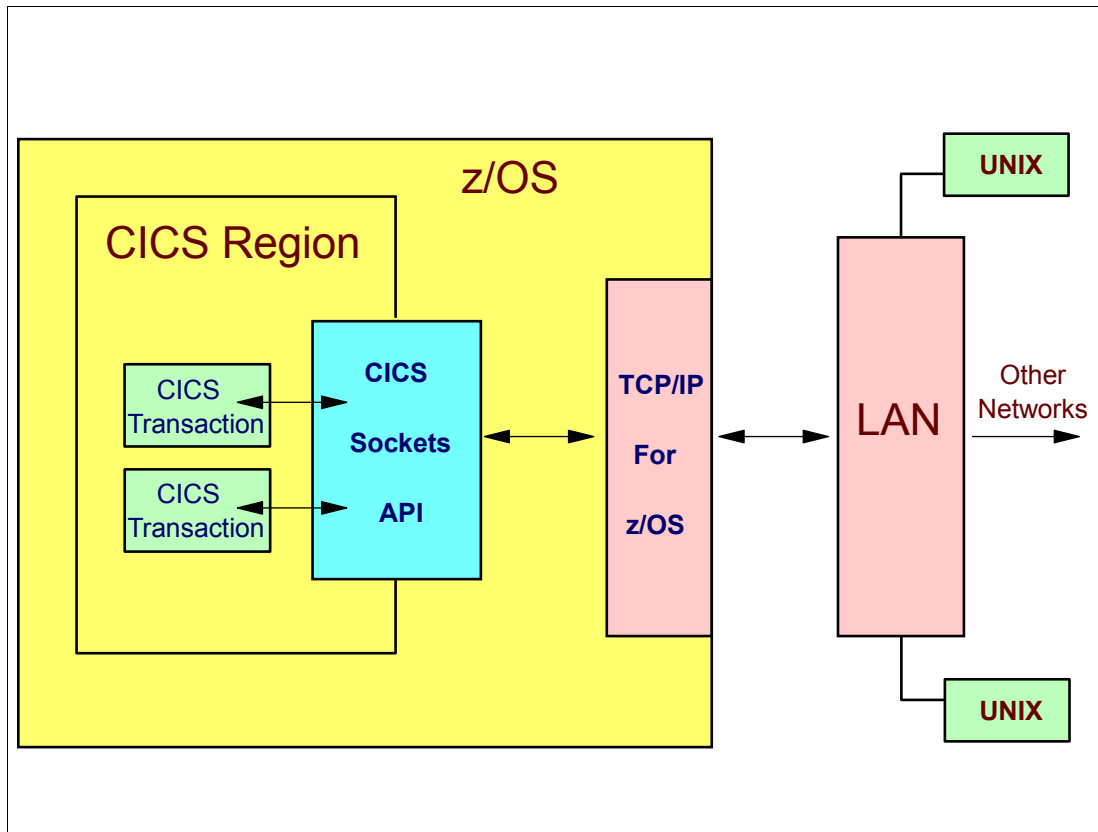 z/OS
CICS Region
CICS
Transaction
CICS
Transaction
CICS
Sockets
API
TCP/IP
For
z/OS
LAN
UNIX
UNIX
Other
Networks